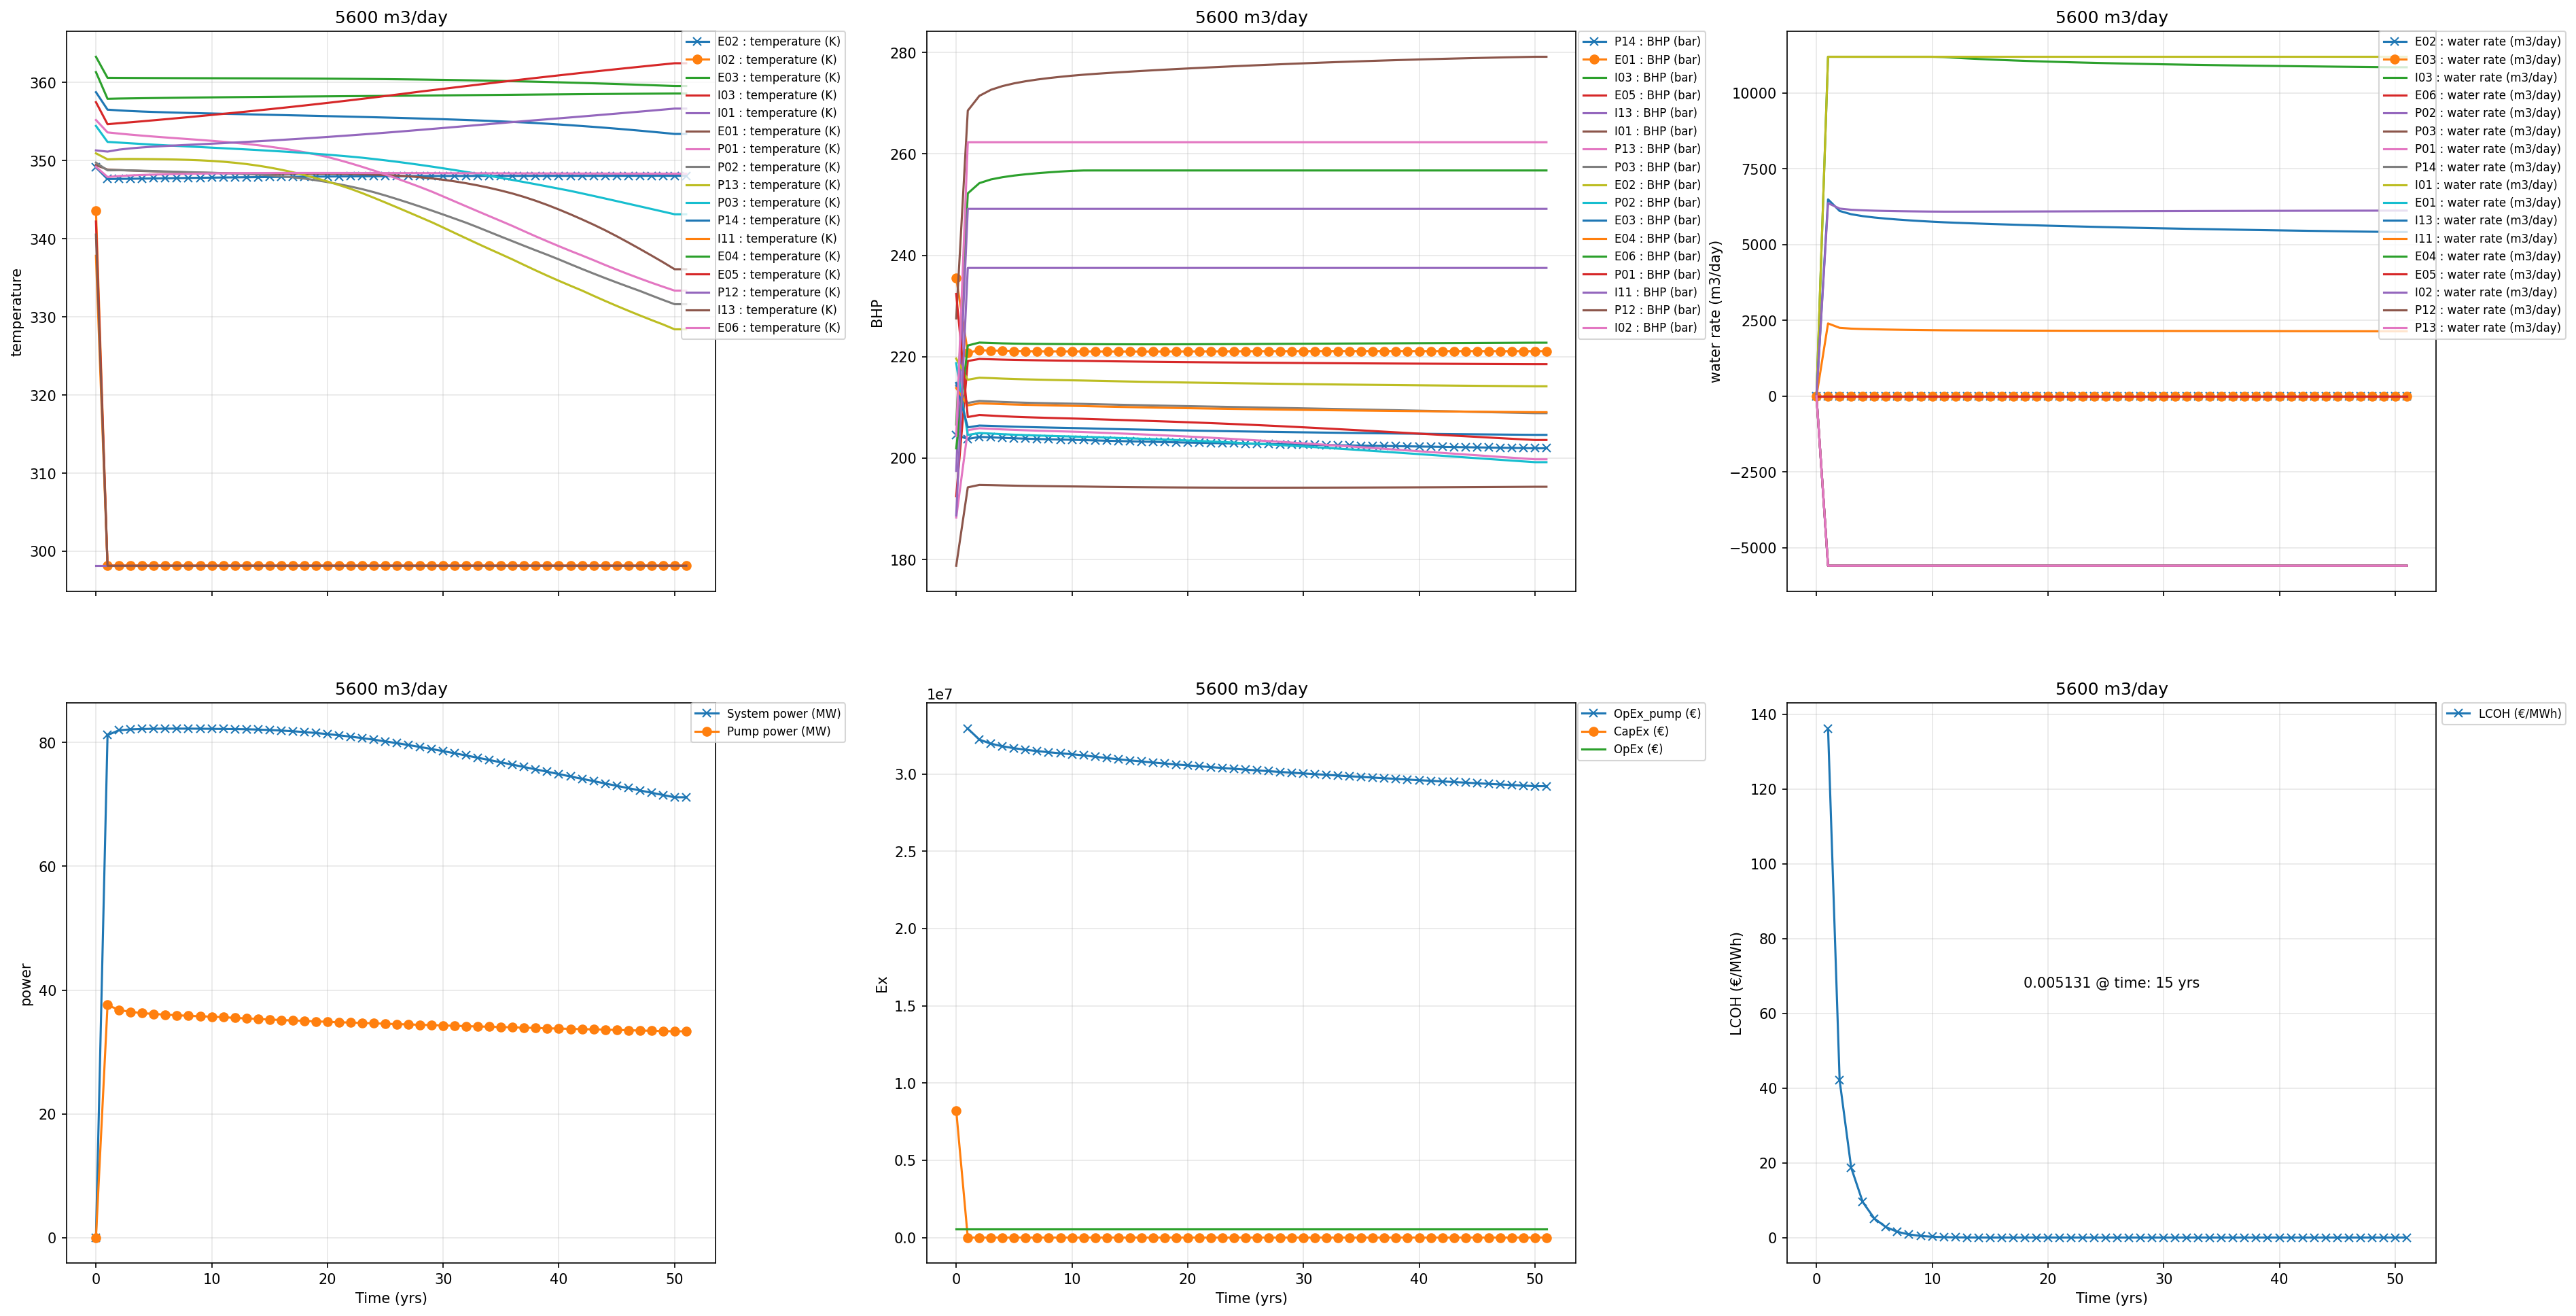 5600 m3/day
temperature
360
350
340
330
320
310
300
E02 : temperature (K)
I02 : temperature (K)
E03 : temperature (K)
I03 : temperature (K)
I01 : temperature (K)
E01 : temperature (K)
P01 : temperature (K)
P02 : temperature (K)
P13 : temperature (K)
P03 : temperature (K)
P14 : temperature (K)
I11 : temperature (K)
E04 : temperature (K)
E05 : temperature (K)
P12 : temperature (K)
I13 : temperature (K)
E06 : temperature (K)
5600 m3/day
BHP
280
260
240
220
200
180
P14 : BHP (bar)
E01 : BHP (bar)
I03 : BHP (bar)
E05 : BHP (bar)
I13 : BHP (bar)
I01 : BHP (bar)
P13 : BHP (bar)
P03 : BHP (bar)
E02 : BHP (bar)
P02 : BHP (bar)
E03 : BHP (bar)
E04 : BHP (bar)
E06 : BHP (bar)
P01 : BHP (bar)
I11 : BHP (bar)
P12 : BHP (bar)
I02 : BHP (bar)
5600 m3/day
water rate (m3/day)
10000
7500
5000
2500
0
−2500
−5000
E02 : water rate (m3/day)
E03 : water rate (m3/day)
I03 : water rate (m3/day)
E06 : water rate (m3/day)
P02 : water rate (m3/day)
P03 : water rate (m3/day)
P01 : water rate (m3/day)
P14 : water rate (m3/day)
I01 : water rate (m3/day)
E01 : water rate (m3/day)
I13 : water rate (m3/day)
I11 : water rate (m3/day)
E04 : water rate (m3/day)
E05 : water rate (m3/day)
I02 : water rate (m3/day)
P12 : water rate (m3/day)
P13 : water rate (m3/day)
5600 m3/day
power
80
60
40
20
0
System power (MW)
Pump power (MW)
0 10 20 30 40 50
Time (yrs)
5600 m3/day
1e7
Ex
3.0
2.5
2.0
1.5
1.0
0.5
0.0
OpEx_pump (€)
CapEx (€)
OpEx (€)
0 10 20 30 40 50
Time (yrs)
5600 m3/day
LCOH (€/MWh)
140
120
100
80
60
40
20
0
LCOH (€/MWh)
0.005131 @ time: 15 yrs
0 10 20 30 40 50
Time (yrs)